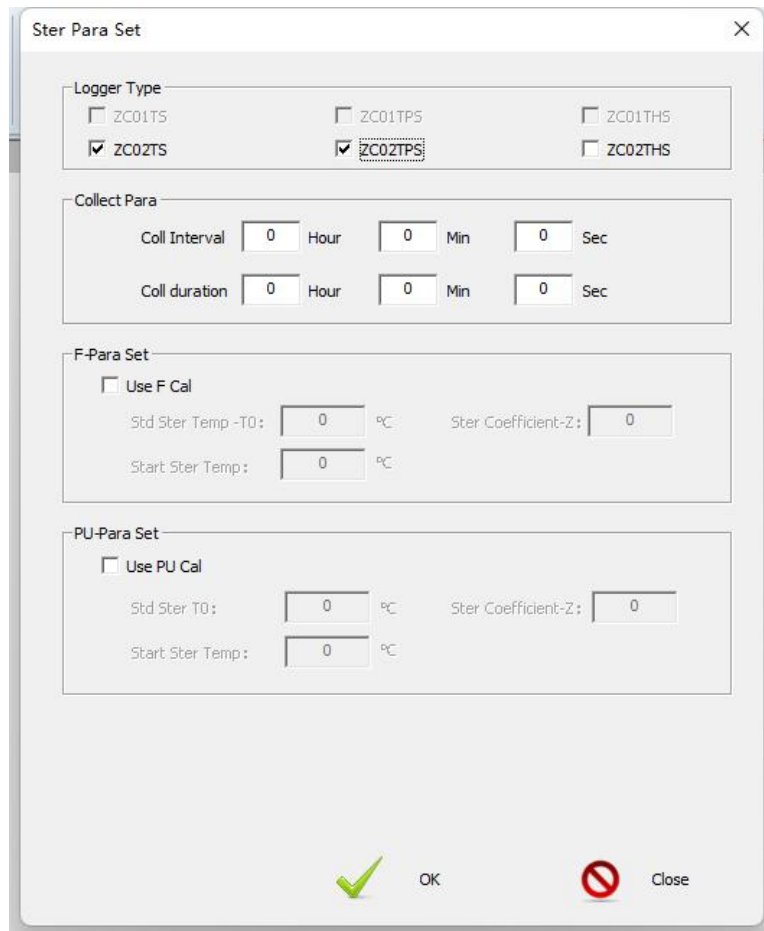 Ster Para Set
Logger Type
ZC01TS ZC01TPS ZC01THS
ZC02TS ZC02TPS ZC02THS
Collect Para
Coll Interval 0 Hour 0 Min 0 Sec
Coll duration 0 Hour 0 Min 0 Sec
F-Para Set
Use F Cal
Std Ster Temp -T0: 0 ℃ Ster Coefficient-Z: 0
Start Ster Temp: 0 ℃
PU-Para Set
Use PU Cal
Std Ster T0: 0 ℃ Ster Coefficient-Z: 0
Start Ster Temp: 0 ℃
OK Close